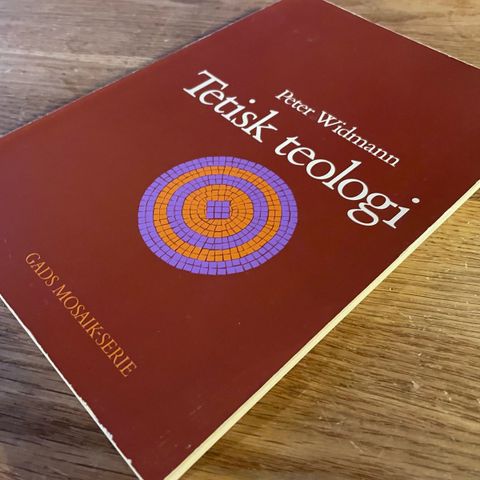 Peter Widmann
Tetisk teologi
GADS MOSAIK-SERIE